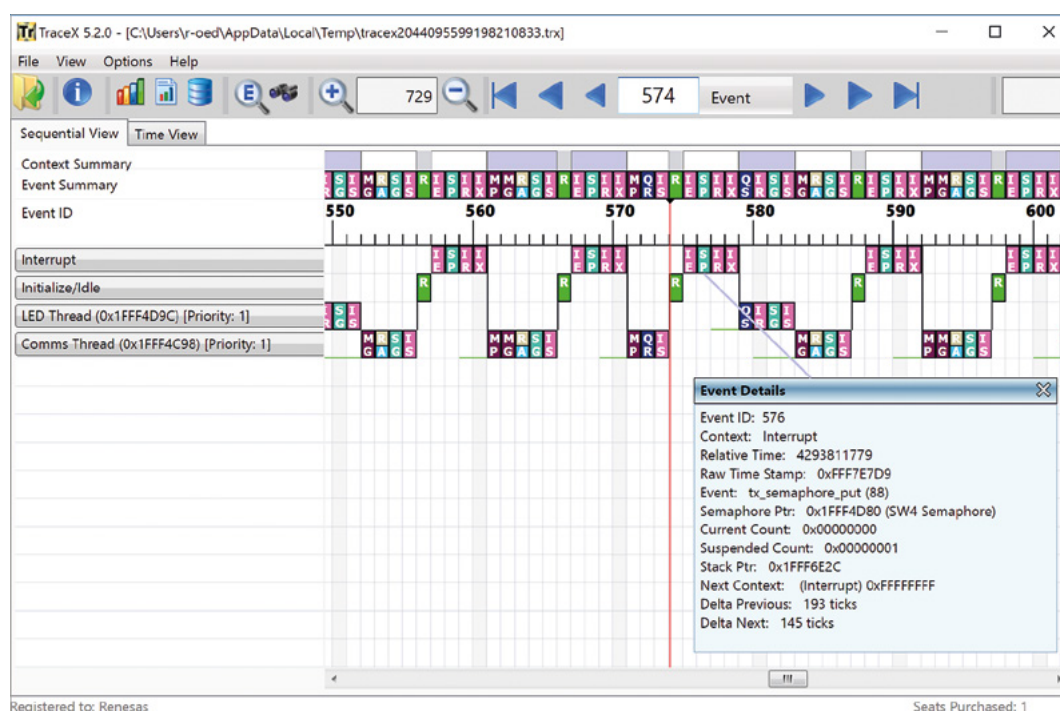 TraceX 5.2.0 - [C:\Users\r-oed\AppData\Local\Temp\tracex2044095599198210833.trx]
File View Options Help
729 574 Event
Sequential View Time View
Context Summary
Event Summary
Event ID 550 560 570 580 590 600
Interrupt
Initialize/Idle
LED Thread (0x1FFF4D9C) [Priority: 1]
Comms Thread (0x1FFF4C98) [Priority: 1]
Event Details
Event ID: 576
Context: Interrupt
Relative Time: 4293811779
Raw Time Stamp: 0xFFF7E7D9
Event: tx_semaphore_put (88)
Semaphore Ptr: 0x1FFF4D80 (SW4 Semaphore)
Current Count: 0x00000000
Suspended Count: 0x00000001
Stack Ptr: 0x1FFF6E2C
Next Context: (Interrupt) 0xFFFFFFFF
Delta Previous: 193 ticks
Delta Next: 145 ticks
Registered to: Renesas Seats Purchased: 1